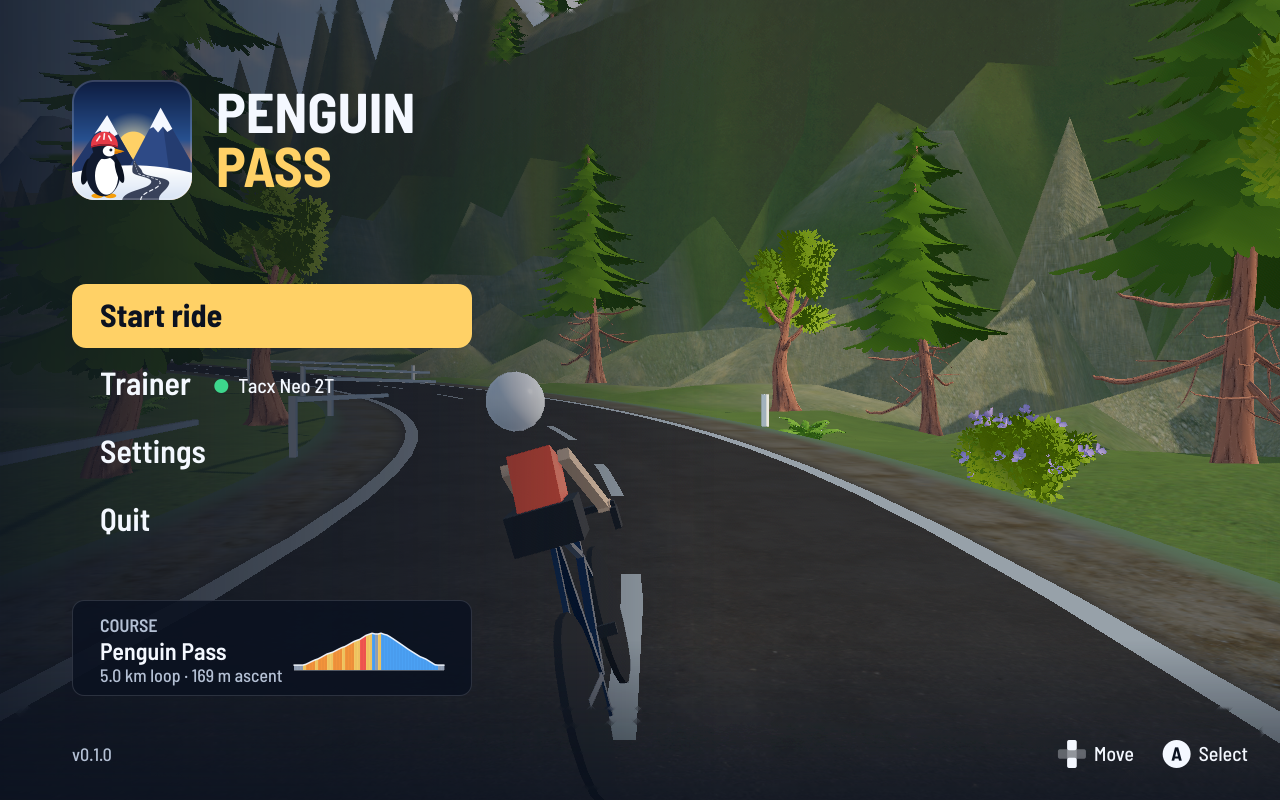 PENGUIN
PASS
Start ride
Trainer Tacx Neo 2T
Settings
Quit
COURSE
Penguin Pass
5.0 km loop · 169 m ascent
v0.1.0
Move A Select